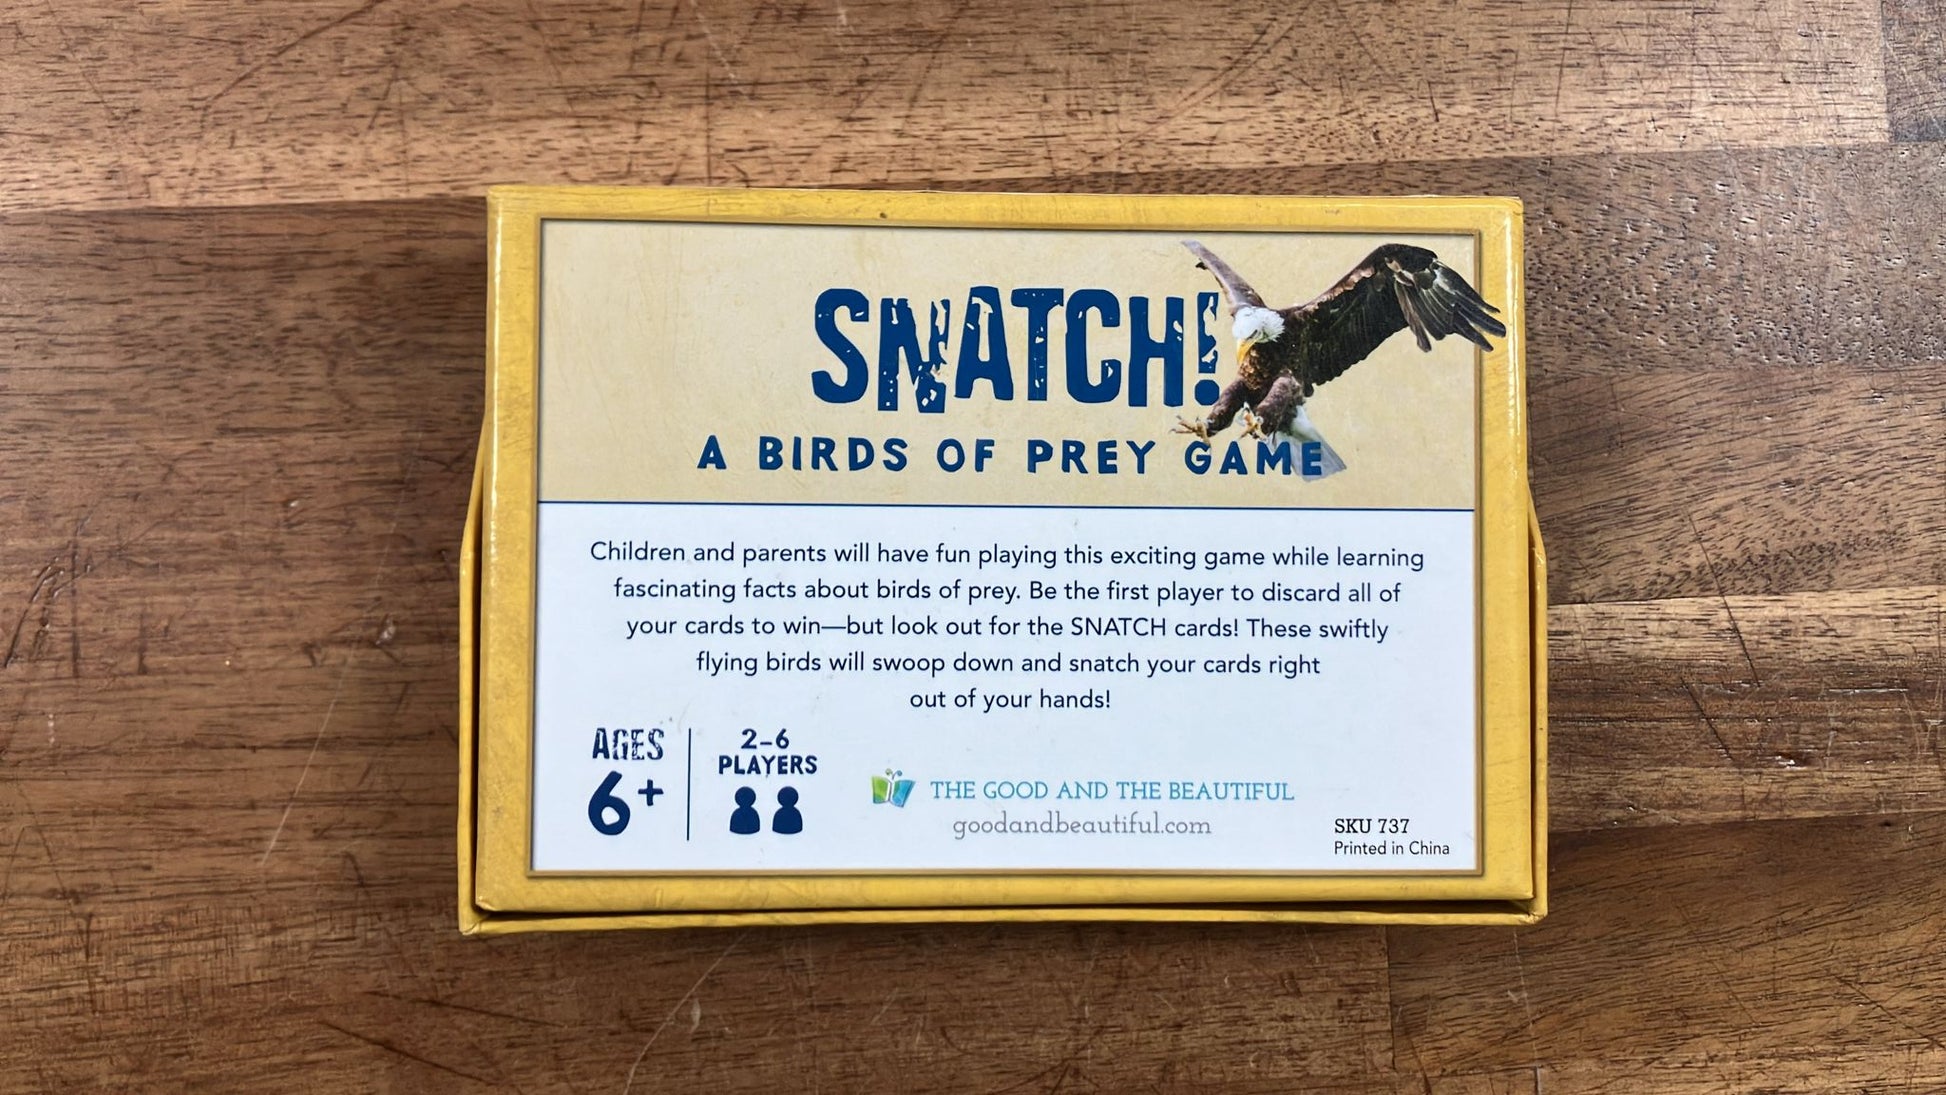 SNATCH!
A BIRDS OF PREY GAME
Children and parents will have fun playing this exciting game while learning
fascinating facts about birds of prey. Be the first player to discard all of
your cards to win—but look out for the SNATCH cards! These swiftly
flying birds will swoop down and snatch your cards right
out of your hands!
AGES
6+
2–6
PLAYERS
THE GOOD AND THE BEAUTIFUL
goodandbeautiful.com
SKU 737
Printed in China